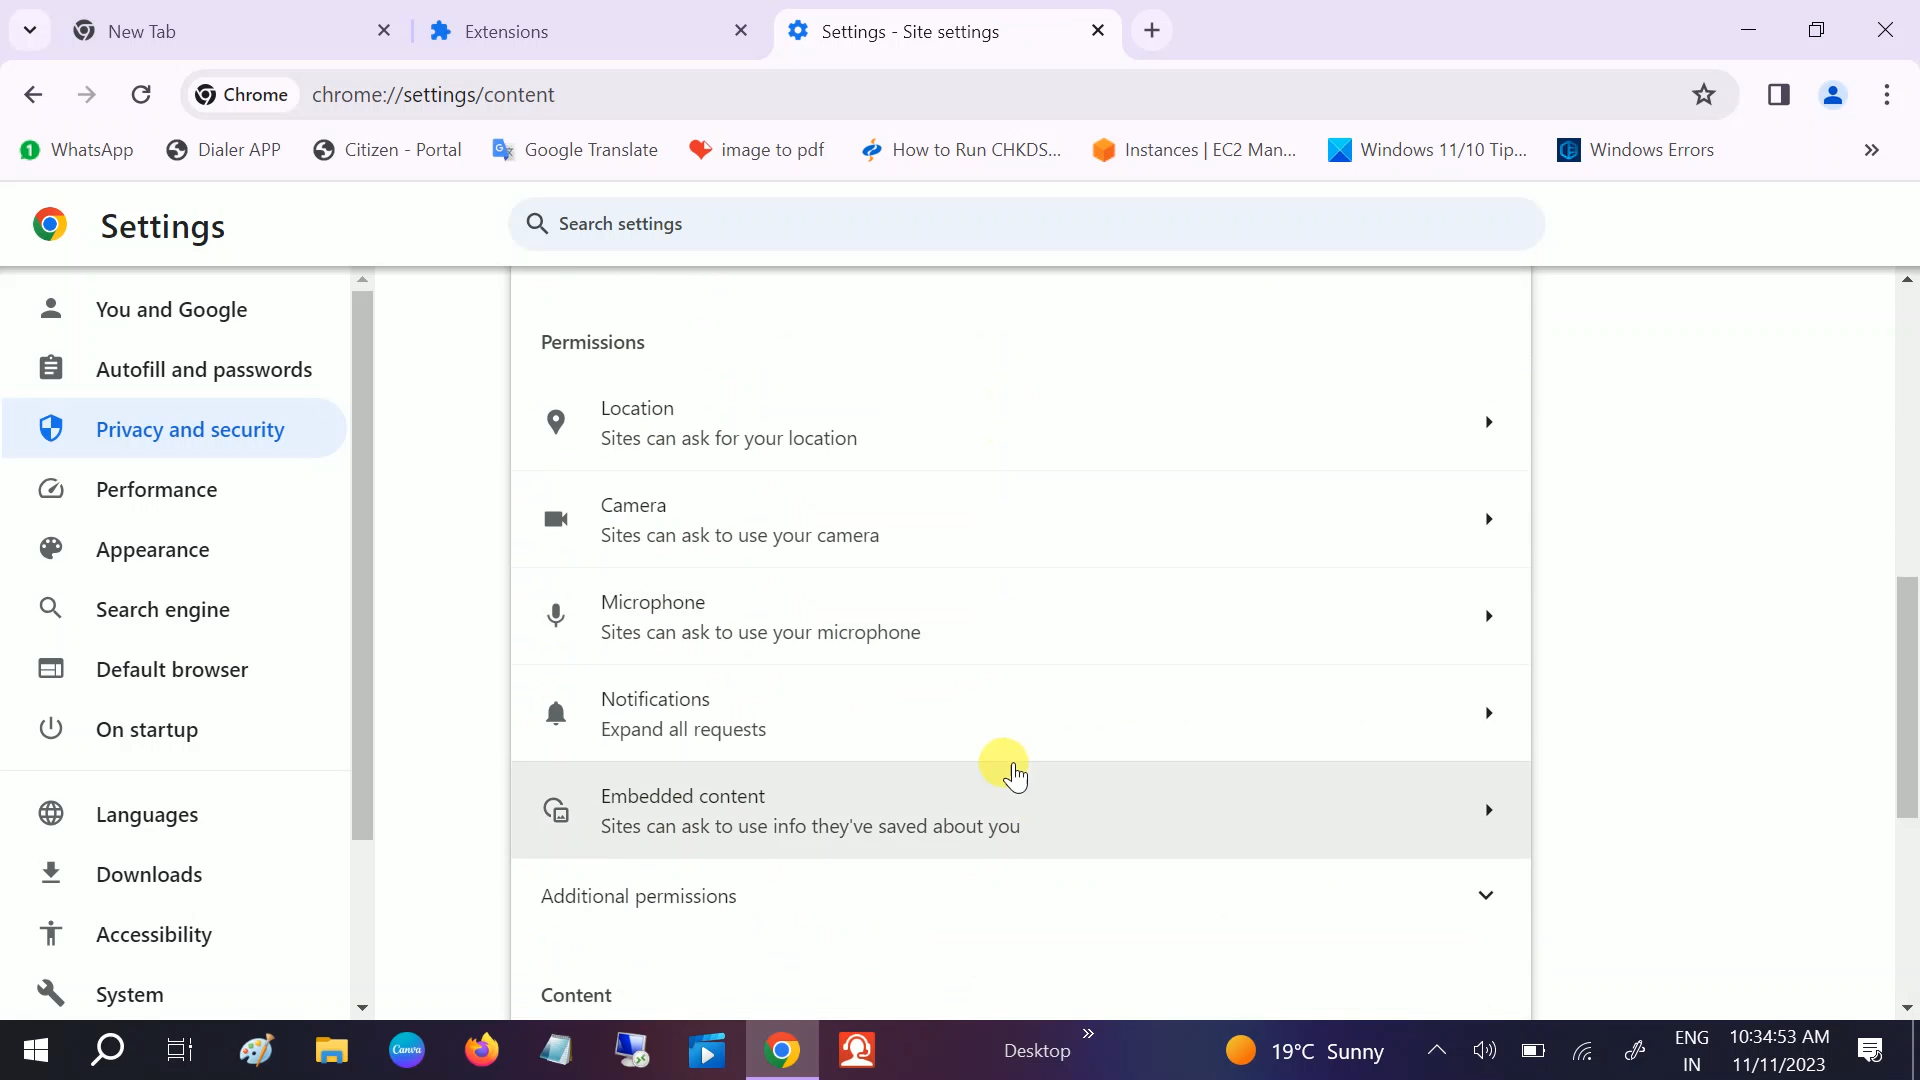 New Tab
Extensions
Settings - Site settings
Chrome
chrome://settings/content
1 WhatsApp
Dialer APP
Citizen - Portal
Google Translate
image to pdf
How to Run CHKDS...
Instances | EC2 Man...
Windows 11/10 Tip...
Windows Errors
Settings
Search settings
You and Google
Autofill and passwords
Privacy and security
Performance
Appearance
Search engine
Default browser
On startup
Languages
Downloads
Accessibility
System
Permissions
Location
Sites can ask for your location
Camera
Sites can ask to use your camera
Microphone
Sites can ask to use your microphone
Notifications
Expand all requests
Embedded content
Sites can ask to use info they've saved about you
Additional permissions
Content
Canva
Desktop
19°C Sunny
ENG
IN
10:34:53 AM
11/11/2023